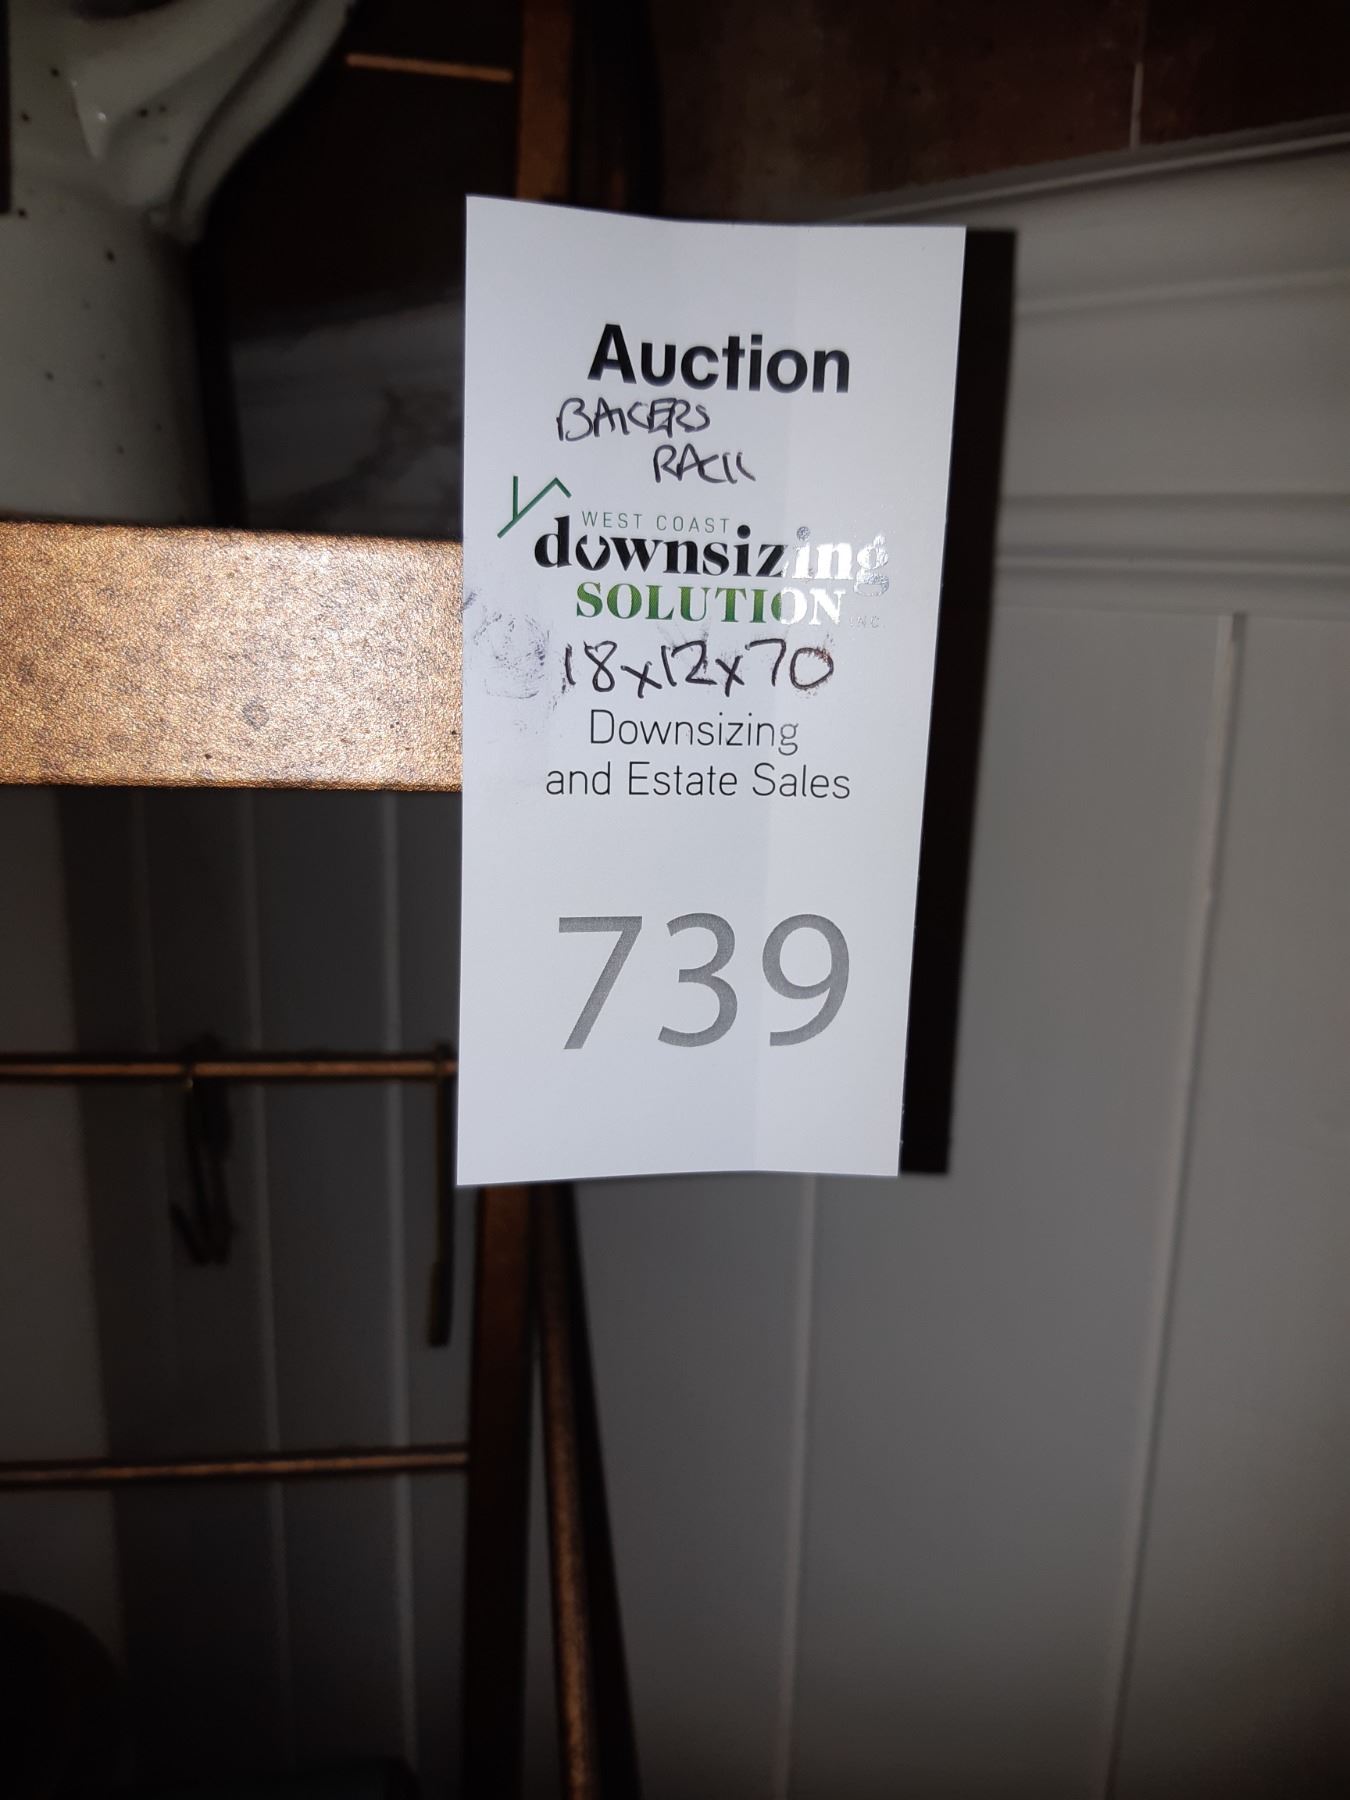 Auction
BAKERS
RACK
WEST COAST
downsizing
SOLUTION INC.
18x12x70
Downsizing
and Estate Sales
739